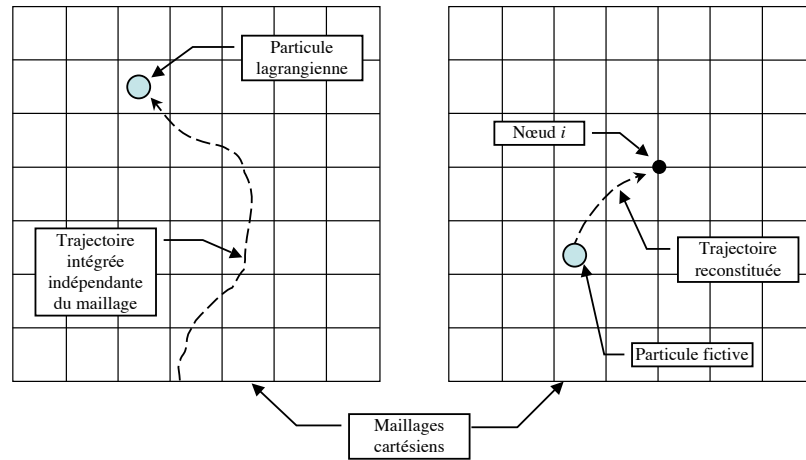 Particule
lagrangienne
Trajectoire
intégrée
indépendante
du maillage
Nœud i
Trajectoire
reconstituée
Particule fictive
Maillages
cartésiens